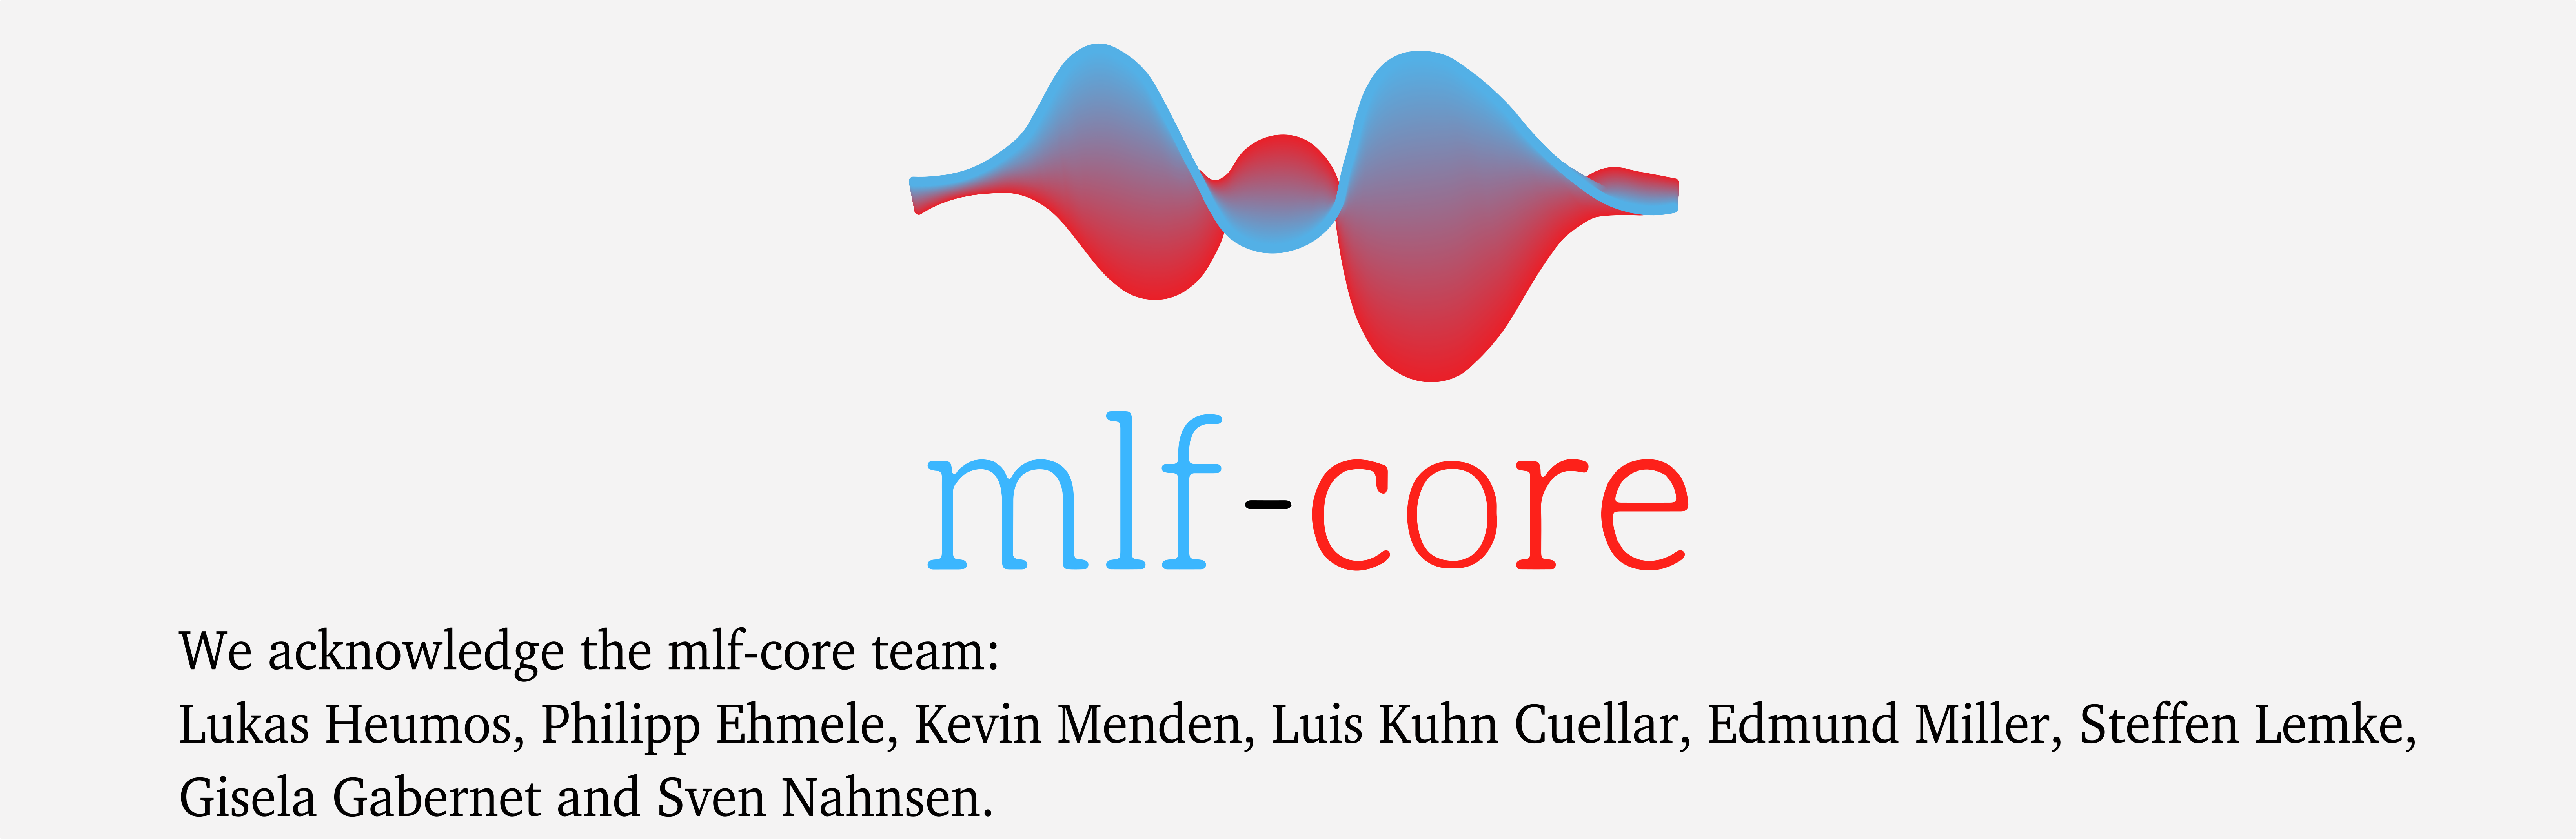 mlf-core
We acknowledge the mlf-core team:
Lukas Heumos, Philipp Ehmele, Kevin Menden, Luis Kuhn Cuellar, Edmund Miller, Steffen Lemke,
Gisela Gabernet and Sven Nahnsen.